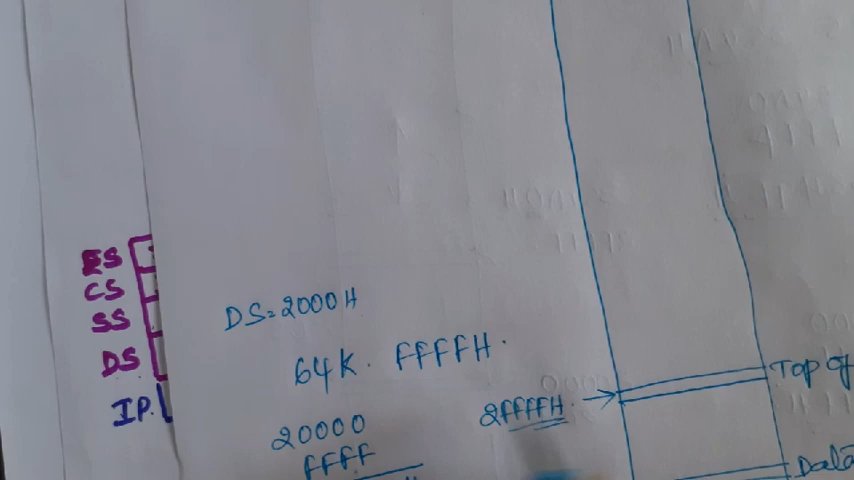 ES
CS
SS
DS
IP
DS=2000H
64K. FFFFH.
20000
FFFF
2FFFFH
Top of
Data